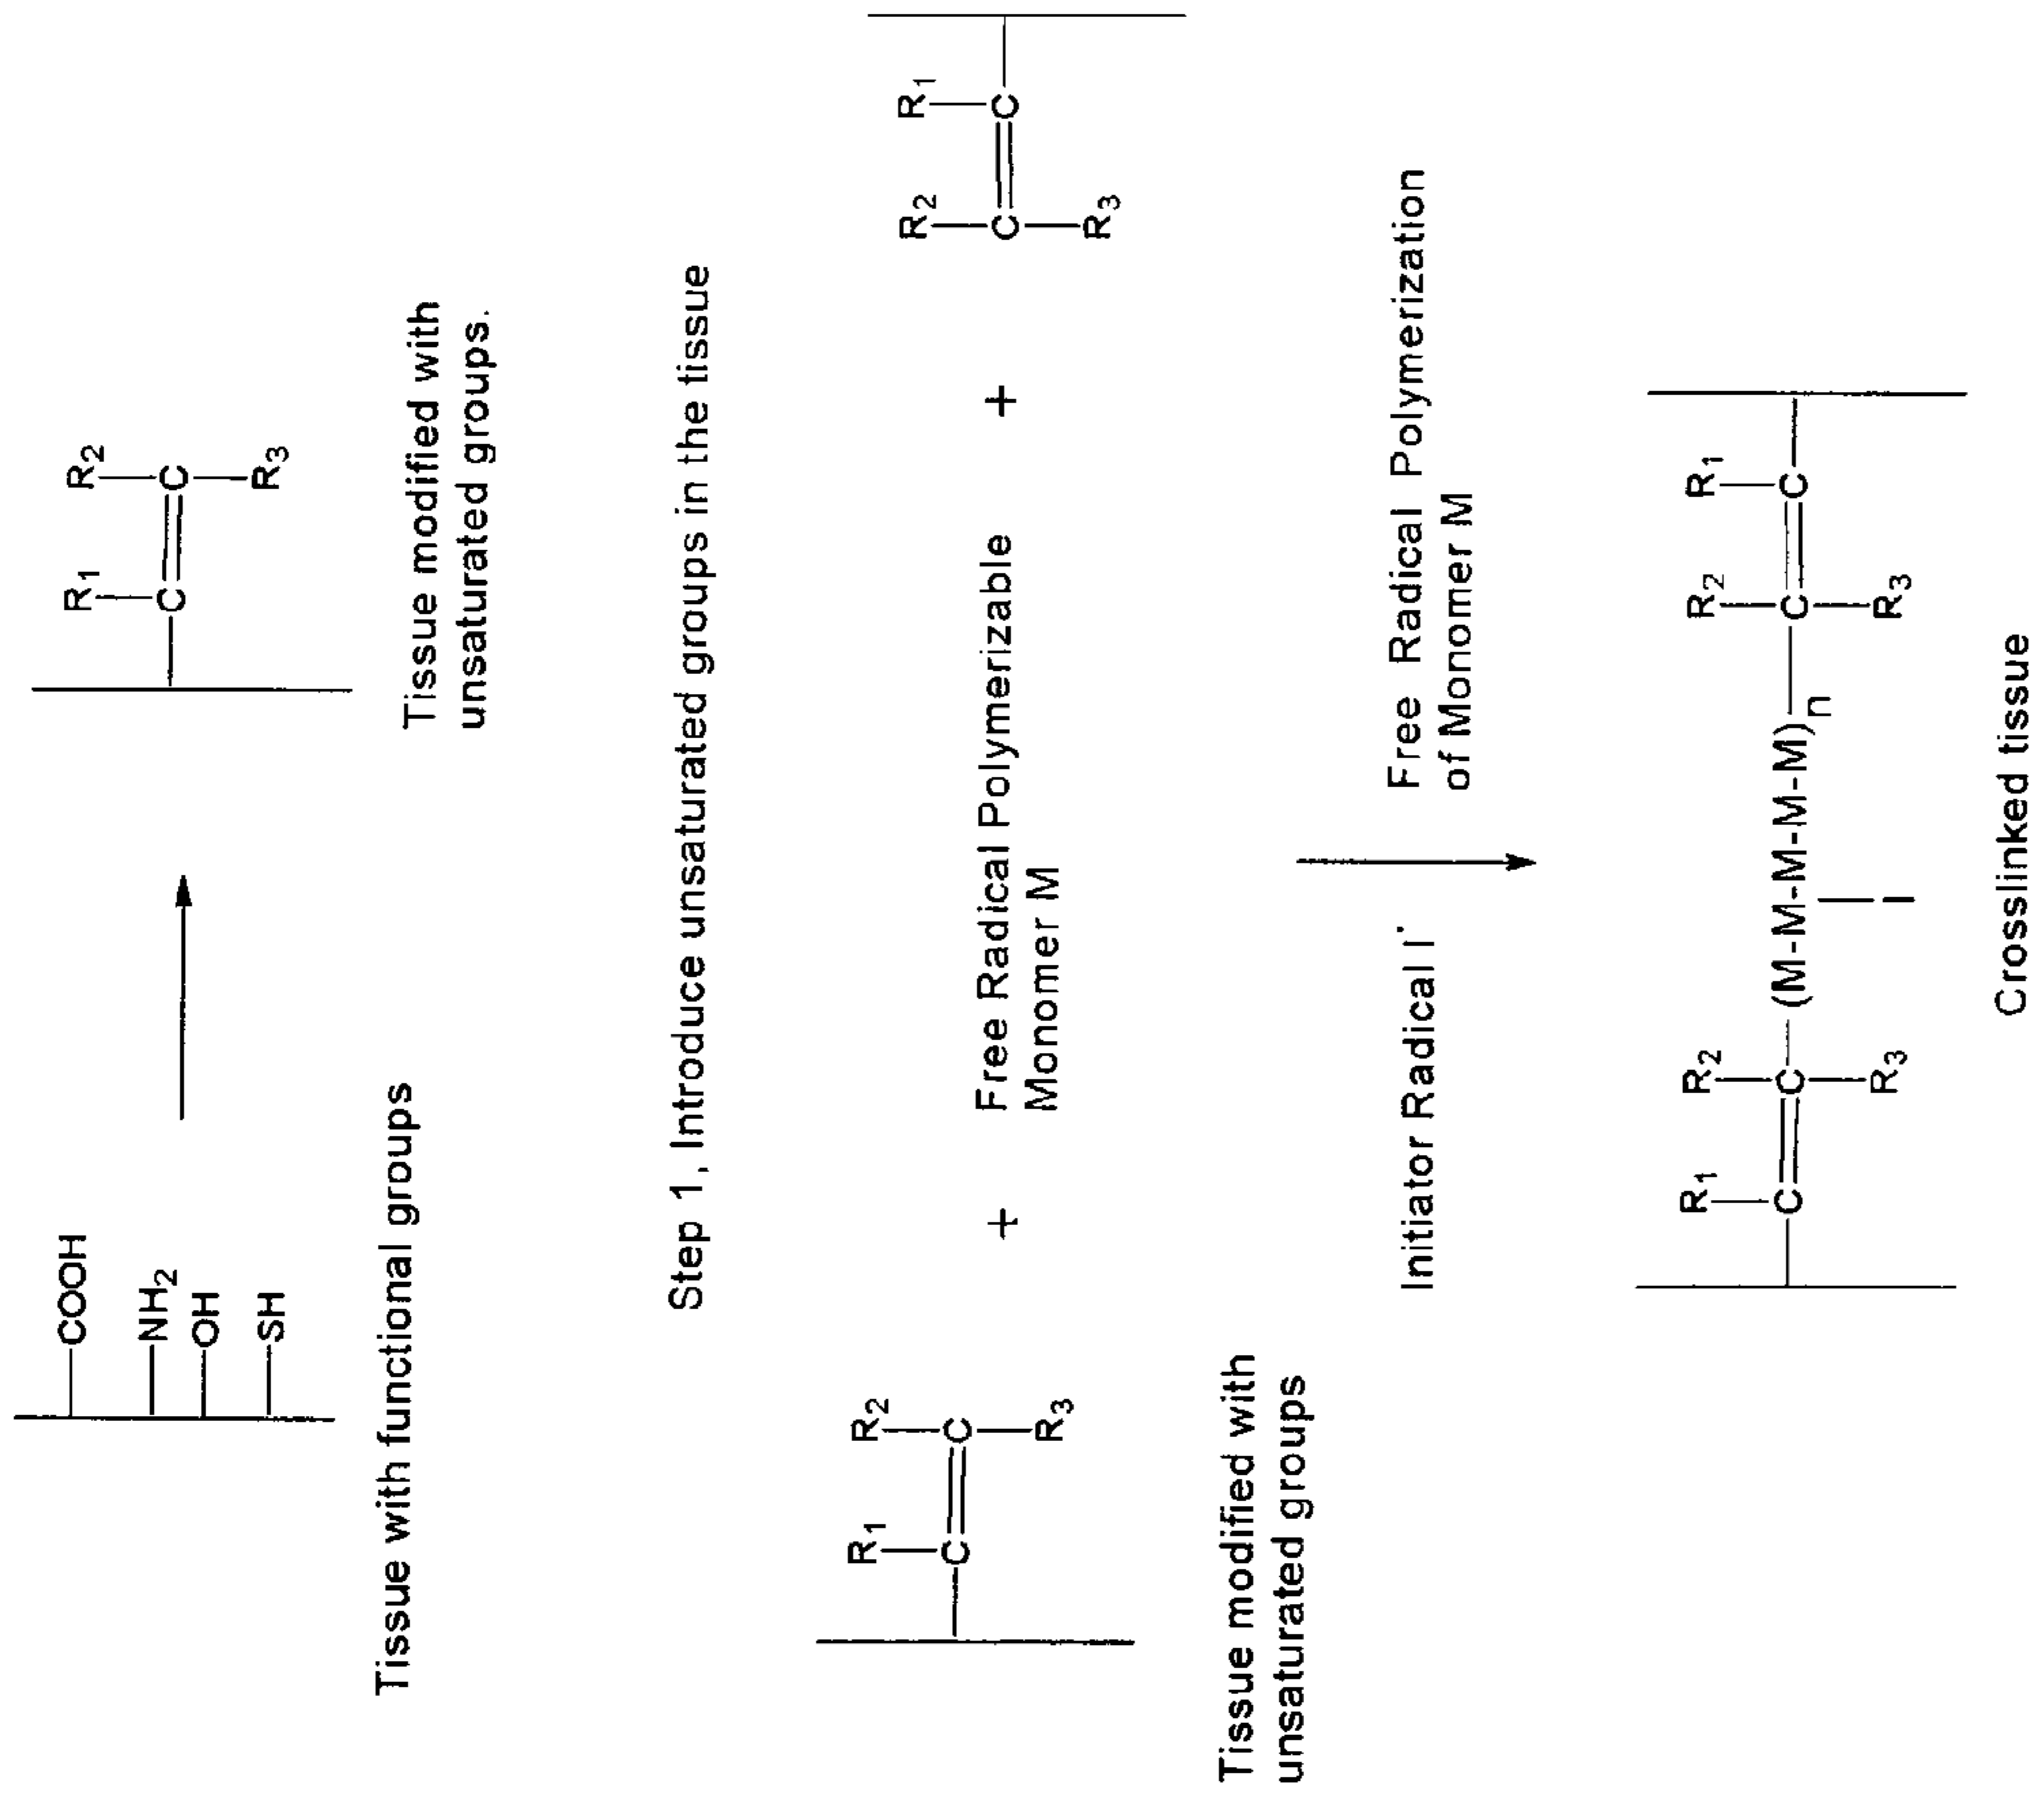 COOH
NH2
OH
SH
R1 R2
C=C
R3
Tissue with functional groups
Tissue modified with
unsaturated groups.
Step 1, Introduce unsaturated groups in the tissue
R1 R2
C=C
R3
+
Free Radical Polymerizable
Monomer M
+
R2 R1
C=C
R3
Tissue modified with
unsaturated groups
Initiator Radical I·
Free Radical Polymerization
of Monomer M
R1 R2
C=C
R3
(M-M-M-M-M)n
I
R2 R1
C=C
R3
Crosslinked tissue